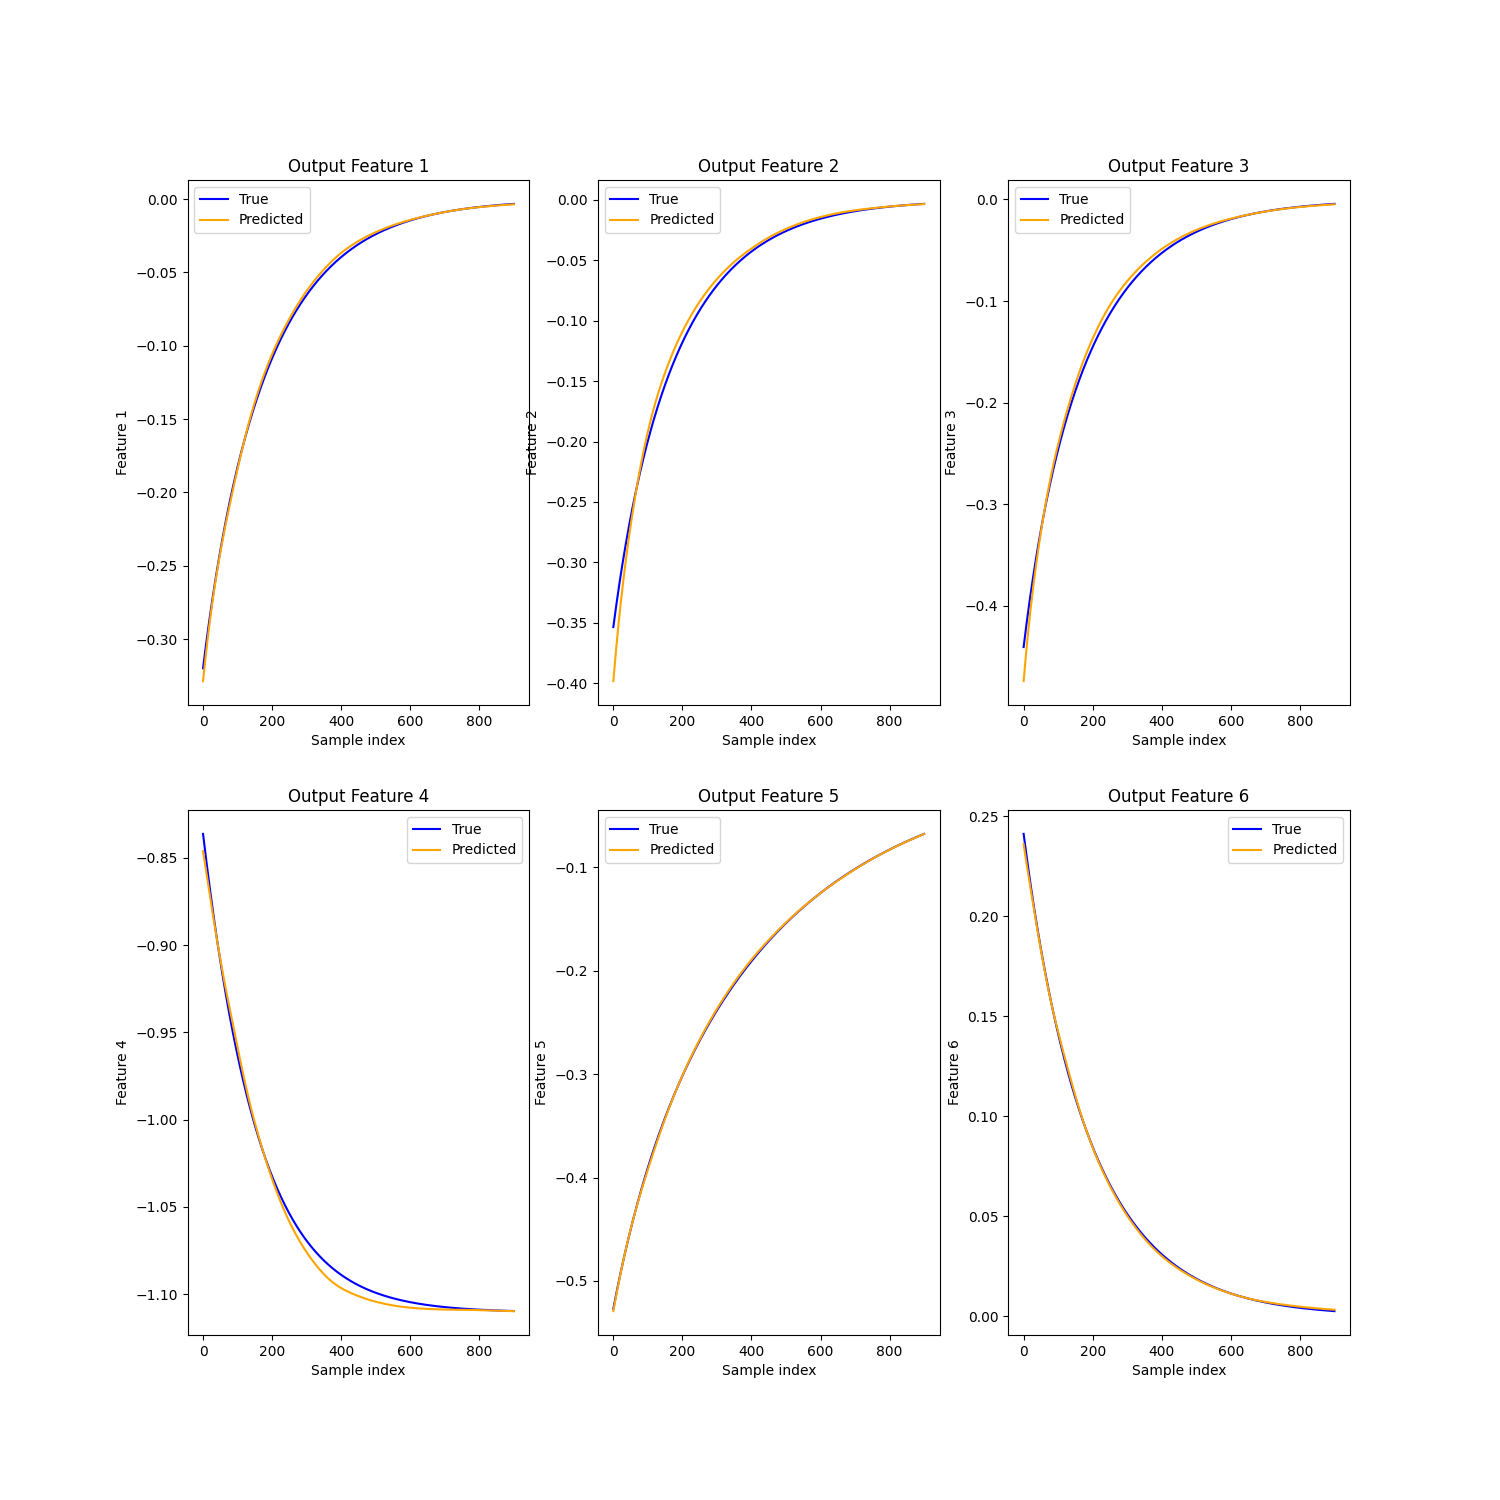 Output Feature 1
True
Predicted
0.00
−0.05
−0.10
−0.15
−0.20
−0.25
−0.30
Feature 1
0 200 400 600 800
Sample index
Output Feature 2
True
Predicted
0.00
−0.05
−0.10
−0.15
−0.20
−0.25
−0.30
−0.35
−0.40
Feature 2
0 200 400 600 800
Sample index
Output Feature 3
True
Predicted
0.0
−0.1
−0.2
−0.3
−0.4
Feature 3
0 200 400 600 800
Sample index
Output Feature 4
True
Predicted
−0.85
−0.90
−0.95
−1.00
−1.05
−1.10
Feature 4
0 200 400 600 800
Sample index
Output Feature 5
True
Predicted
−0.1
−0.2
−0.3
−0.4
−0.5
Feature 5
0 200 400 600 800
Sample index
Output Feature 6
True
Predicted
0.25
0.20
0.15
0.10
0.05
0.00
Feature 6
0 200 400 600 800
Sample index